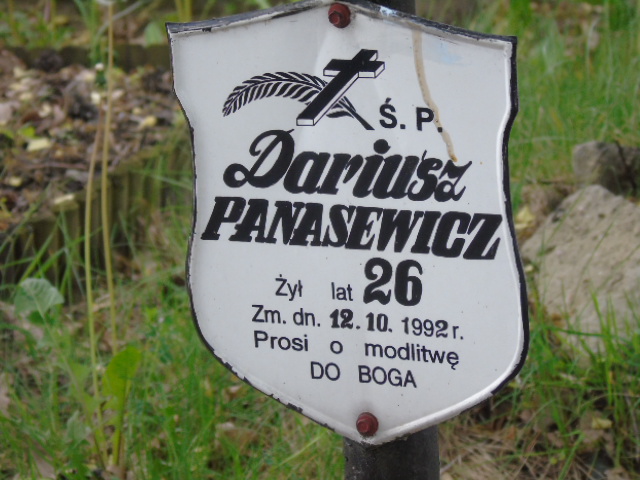 Ś. P.
Dariusz
PANASEWICZ
Żył lat 26
Zm. dn. 12.10.1992 r.
Prosi o modlitwę
DO BOGA